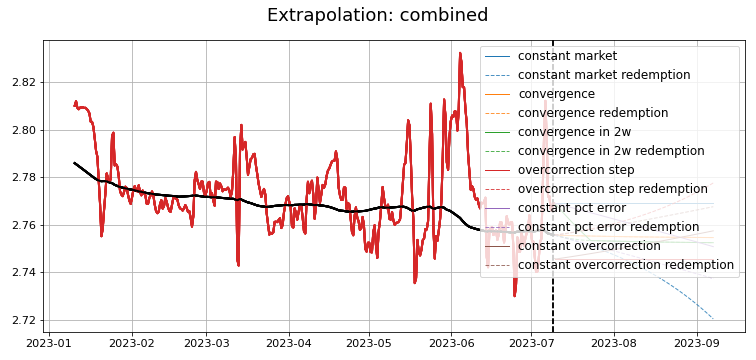 Extrapolation: combined
2.82
2.80
2.78
2.76
2.74
2.72
constant market
constant market redemption
convergence
convergence redemption
convergence in 2w
convergence in 2w redemption
overcorrection step
overcorrection step redemption
constant pct error
constant pct error redemption
constant overcorrection
constant overcorrection redemption
2023-01 2023-02 2023-03 2023-04 2023-05 2023-06 2023-07 2023-08 2023-09